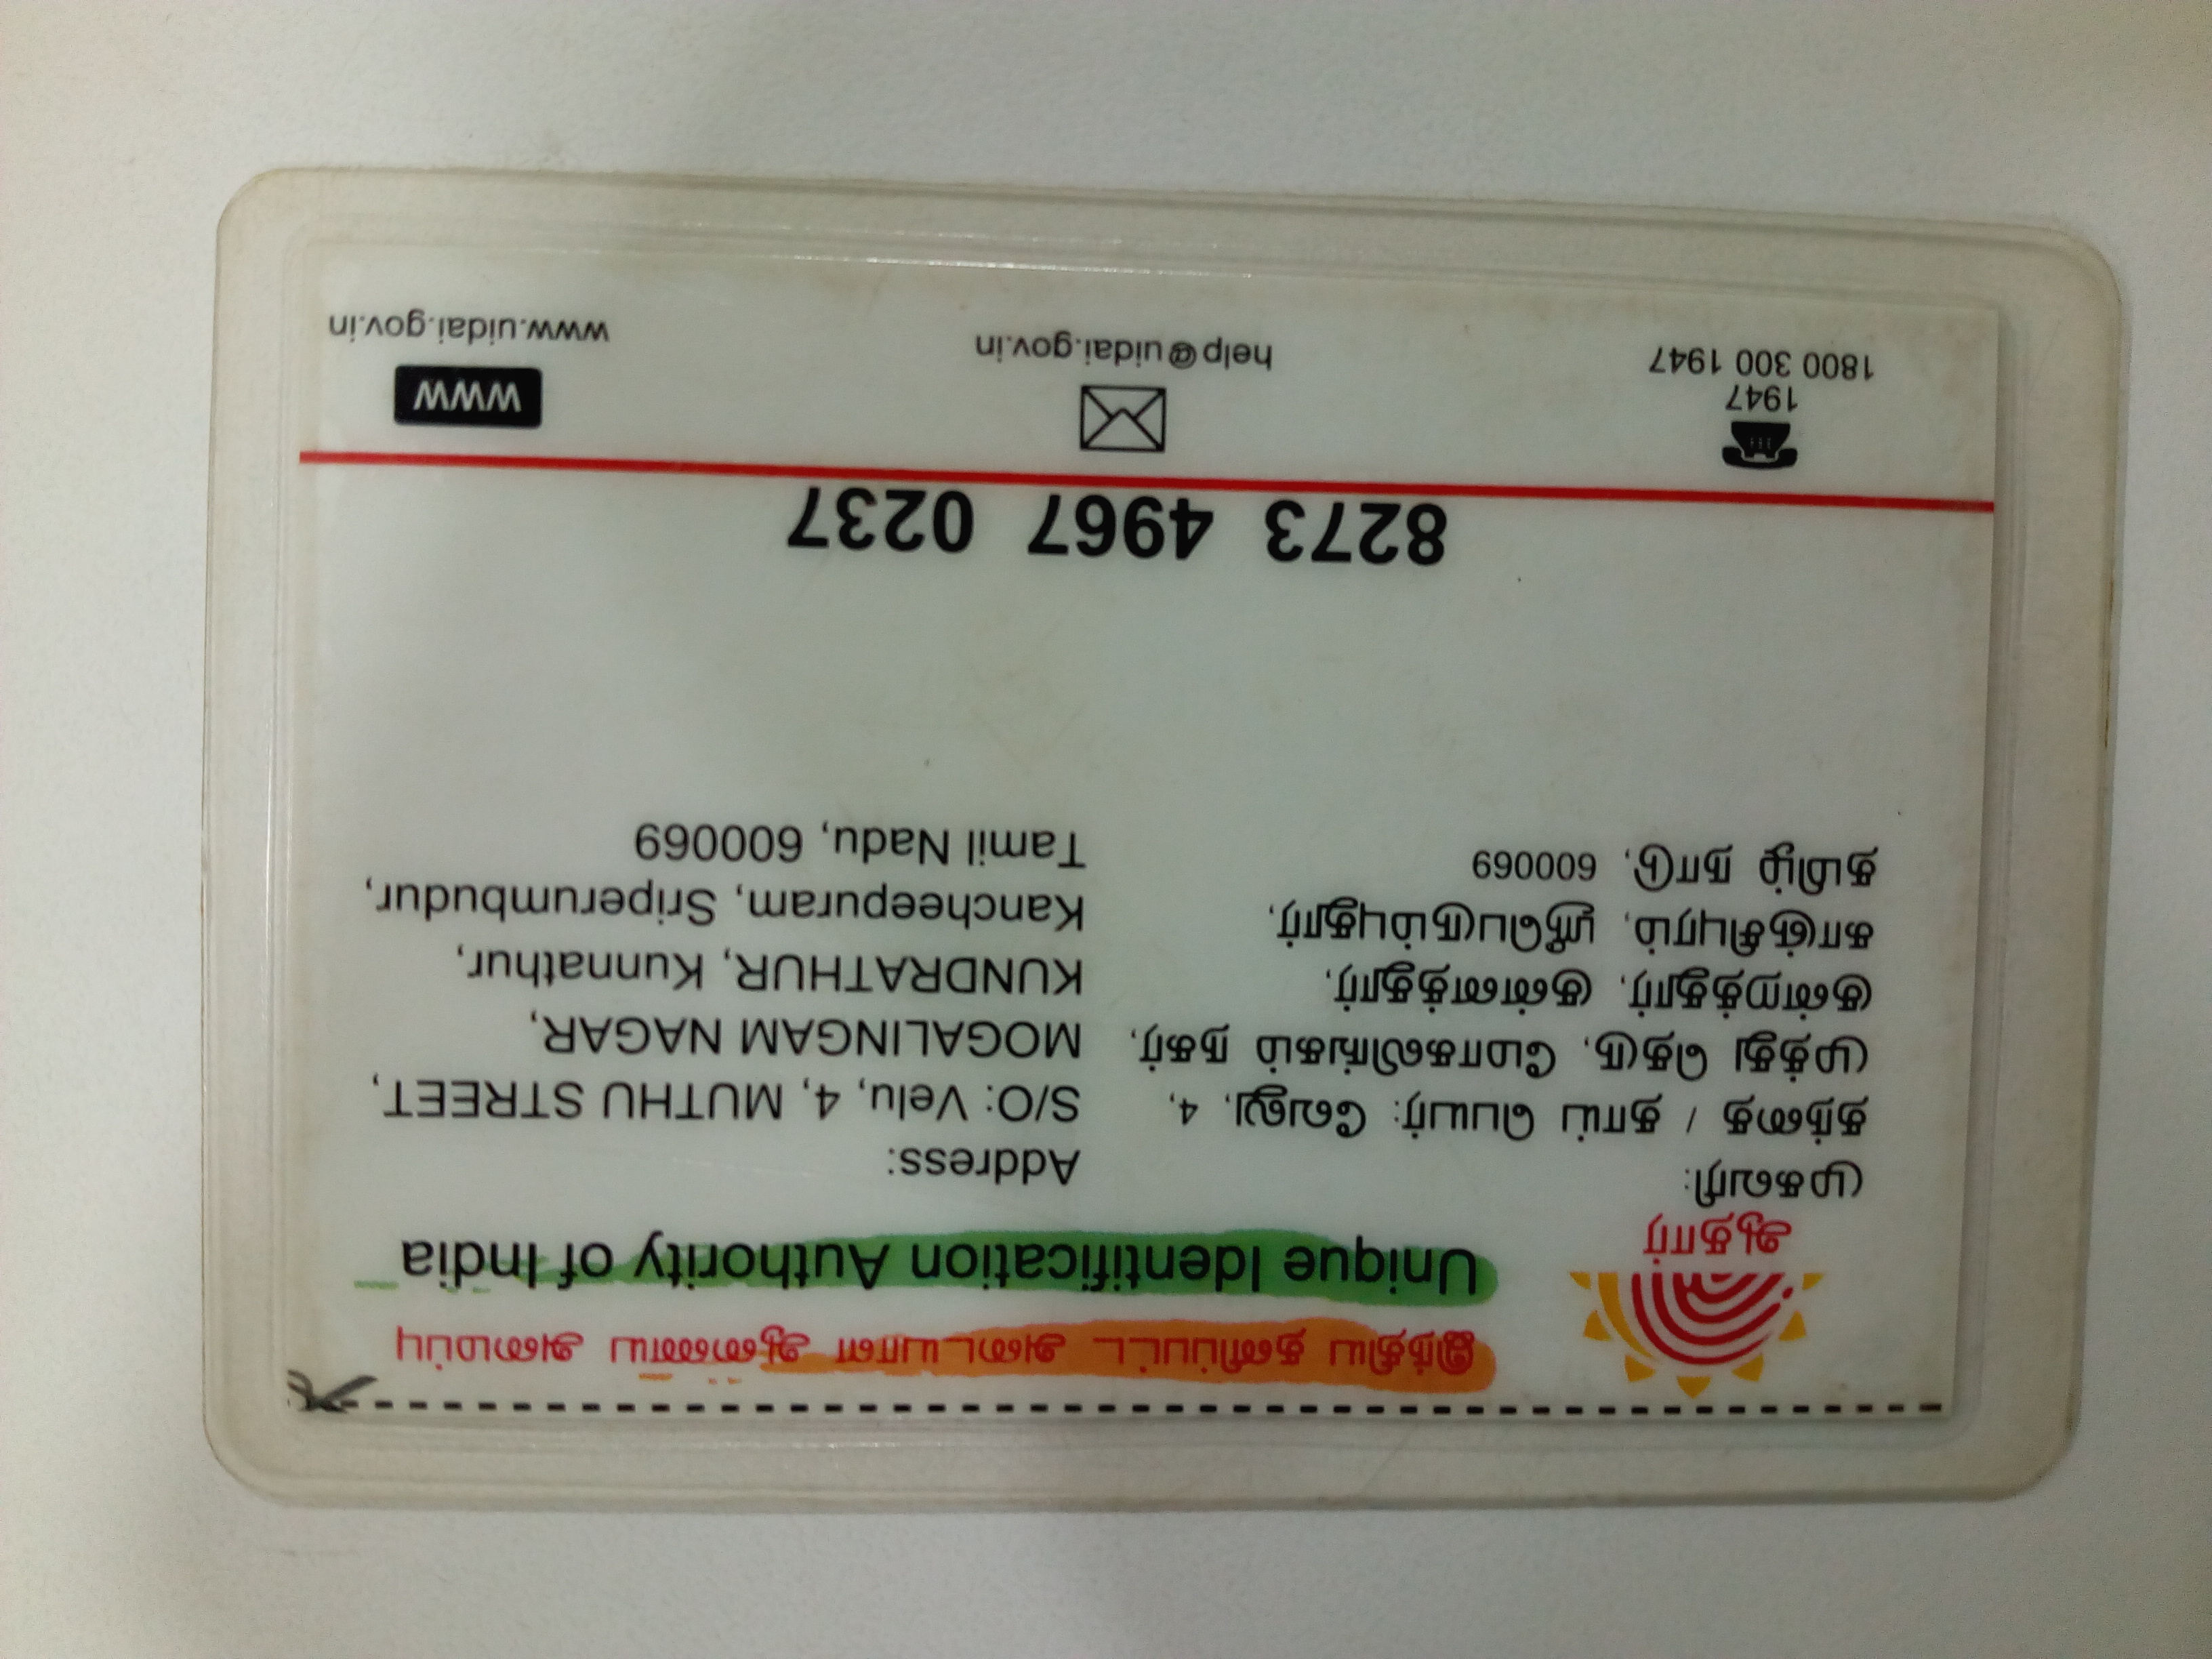 இந்திய தனிப்பட்ட அடையாள ஆணைய அமைப்பு
Unique Identification Authority of India
ஆதார்
முகவரி:
தந்தை / தாய் பெயர்: வேலு, 4,
முத்து தெரு, மோகலிங்கம் நகர்,
குன்றத்தூர், குன்னத்தூர்,
காஞ்சிபுரம், ஸ்ரீபெரும்புதூர்,
தமிழ் நாடு, 600069
Address:
S/O: Velu, 4, MUTHU STREET,
MOGALINGAM NAGAR,
KUNDRATHUR, Kunnathur,
Kancheepuram, Sriperumbudur,
Tamil Nadu, 600069
8273 4967 0237
1947
1800 300 1947
help@uidai.gov.in
WWW
www.uidai.gov.in